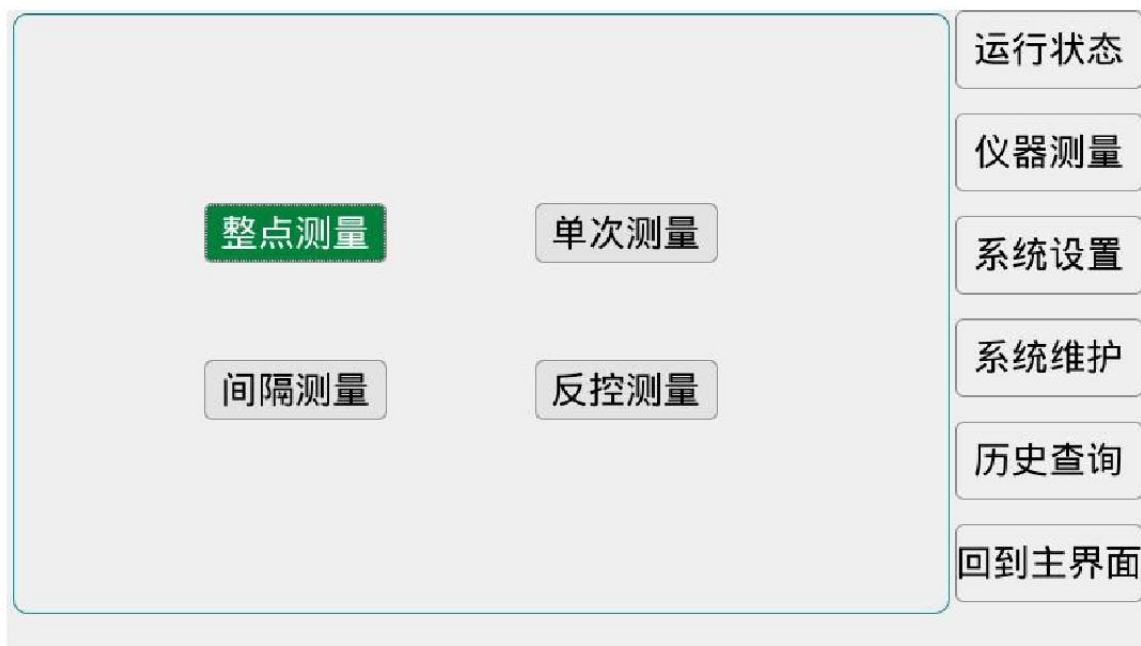 整点测量
单次测量
间隔测量
反控测量
运行状态
仪器测量
系统设置
系统维护
历史查询
回到主界面